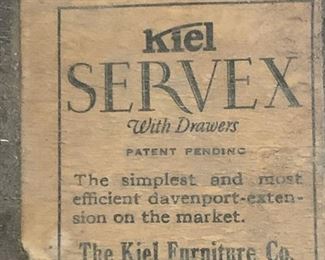 Kiel
SERVEX
With Drawers
PATENT PENDING
The simplest and most
efficient davenport-exten-
sion on the market.
The Kiel Furniture Co.